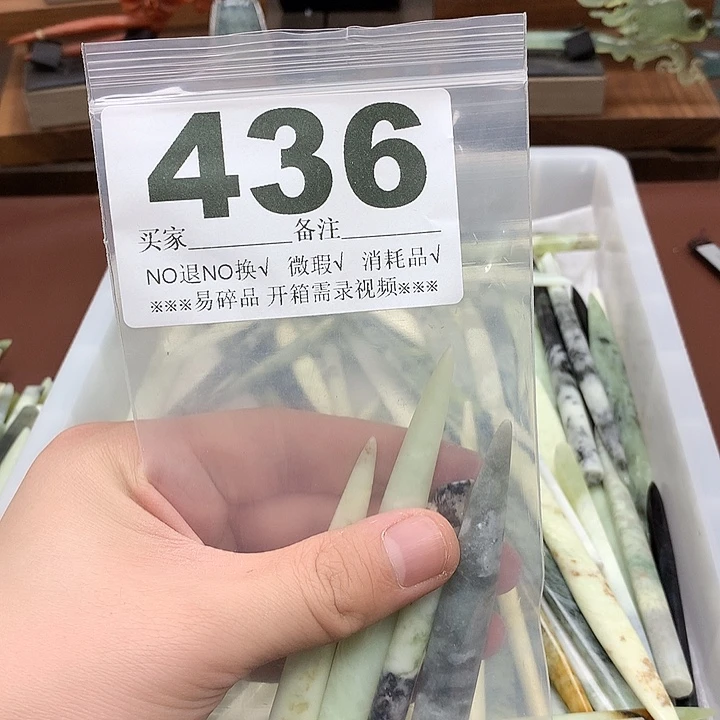 436
买家________备注________
NO退NO换√ 微瑕√ 消耗品√
※※※易碎品 开箱需录视频※※※